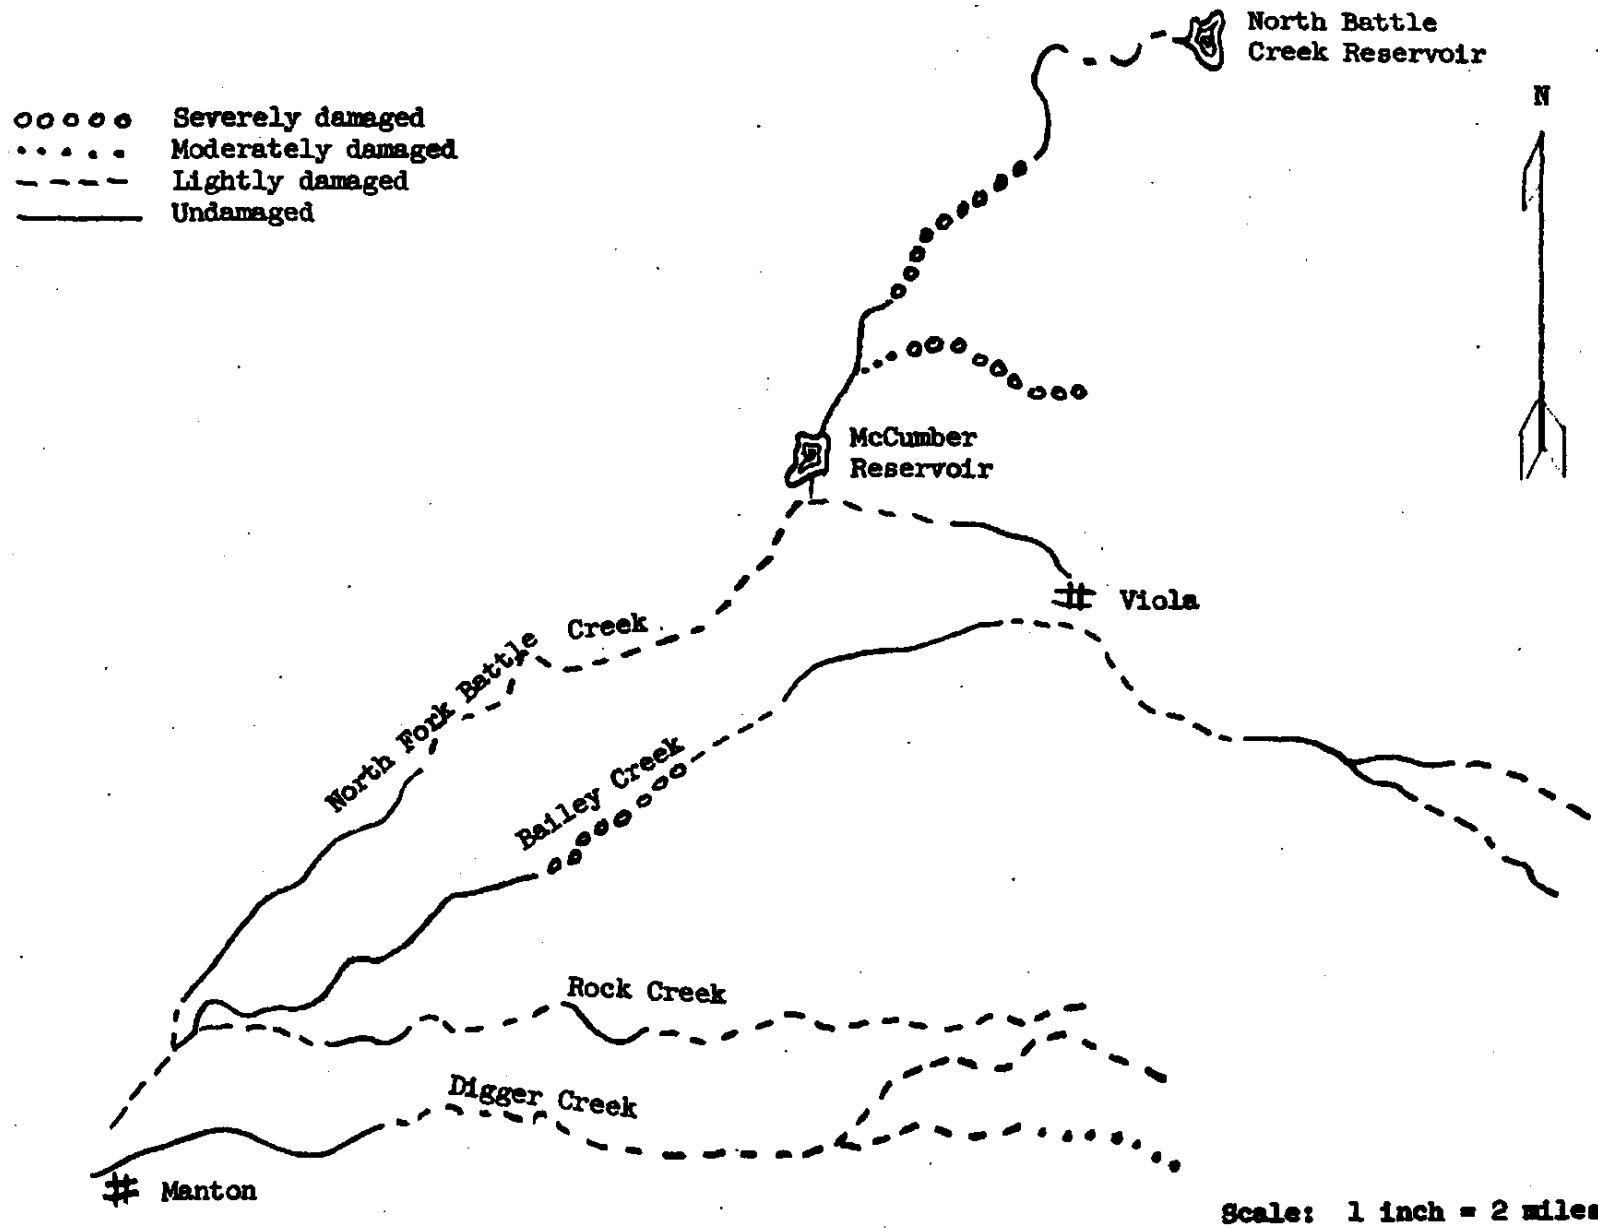 North Battle
Creek Reservoir
N
Severely damaged
Moderately damaged
Lightly damaged
Undamaged
McCumber
Reservoir
Viola
North Fork Battle Creek
Bailey Creek
Rock Creek
Digger Creek
Manton
Scale: 1 inch = 2 miles